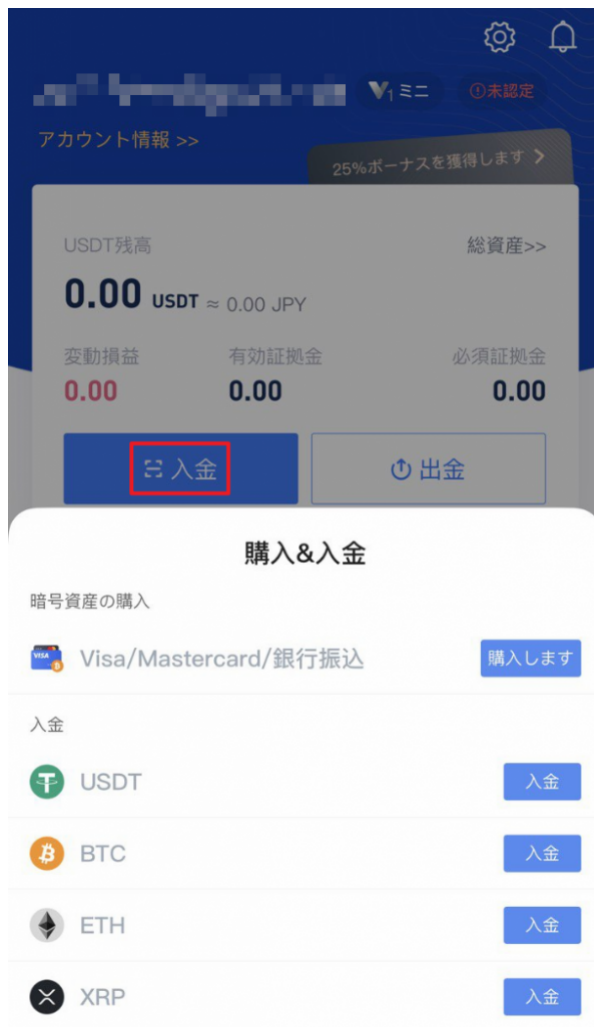 V1 ミニ
未認定
アカウント情報 >>
25%ボーナスを獲得します
USDT残高
総資産>>
0.00 USDT ≈ 0.00 JPY
変動損益 有効証拠金 必須証拠金
0.00 0.00 0.00
入金 出金
購入&入金
暗号資産の購入
VISA
Visa/Mastercard/銀行振込 購入します
入金
USDT 入金
BTC 入金
ETH 入金
XRP 入金